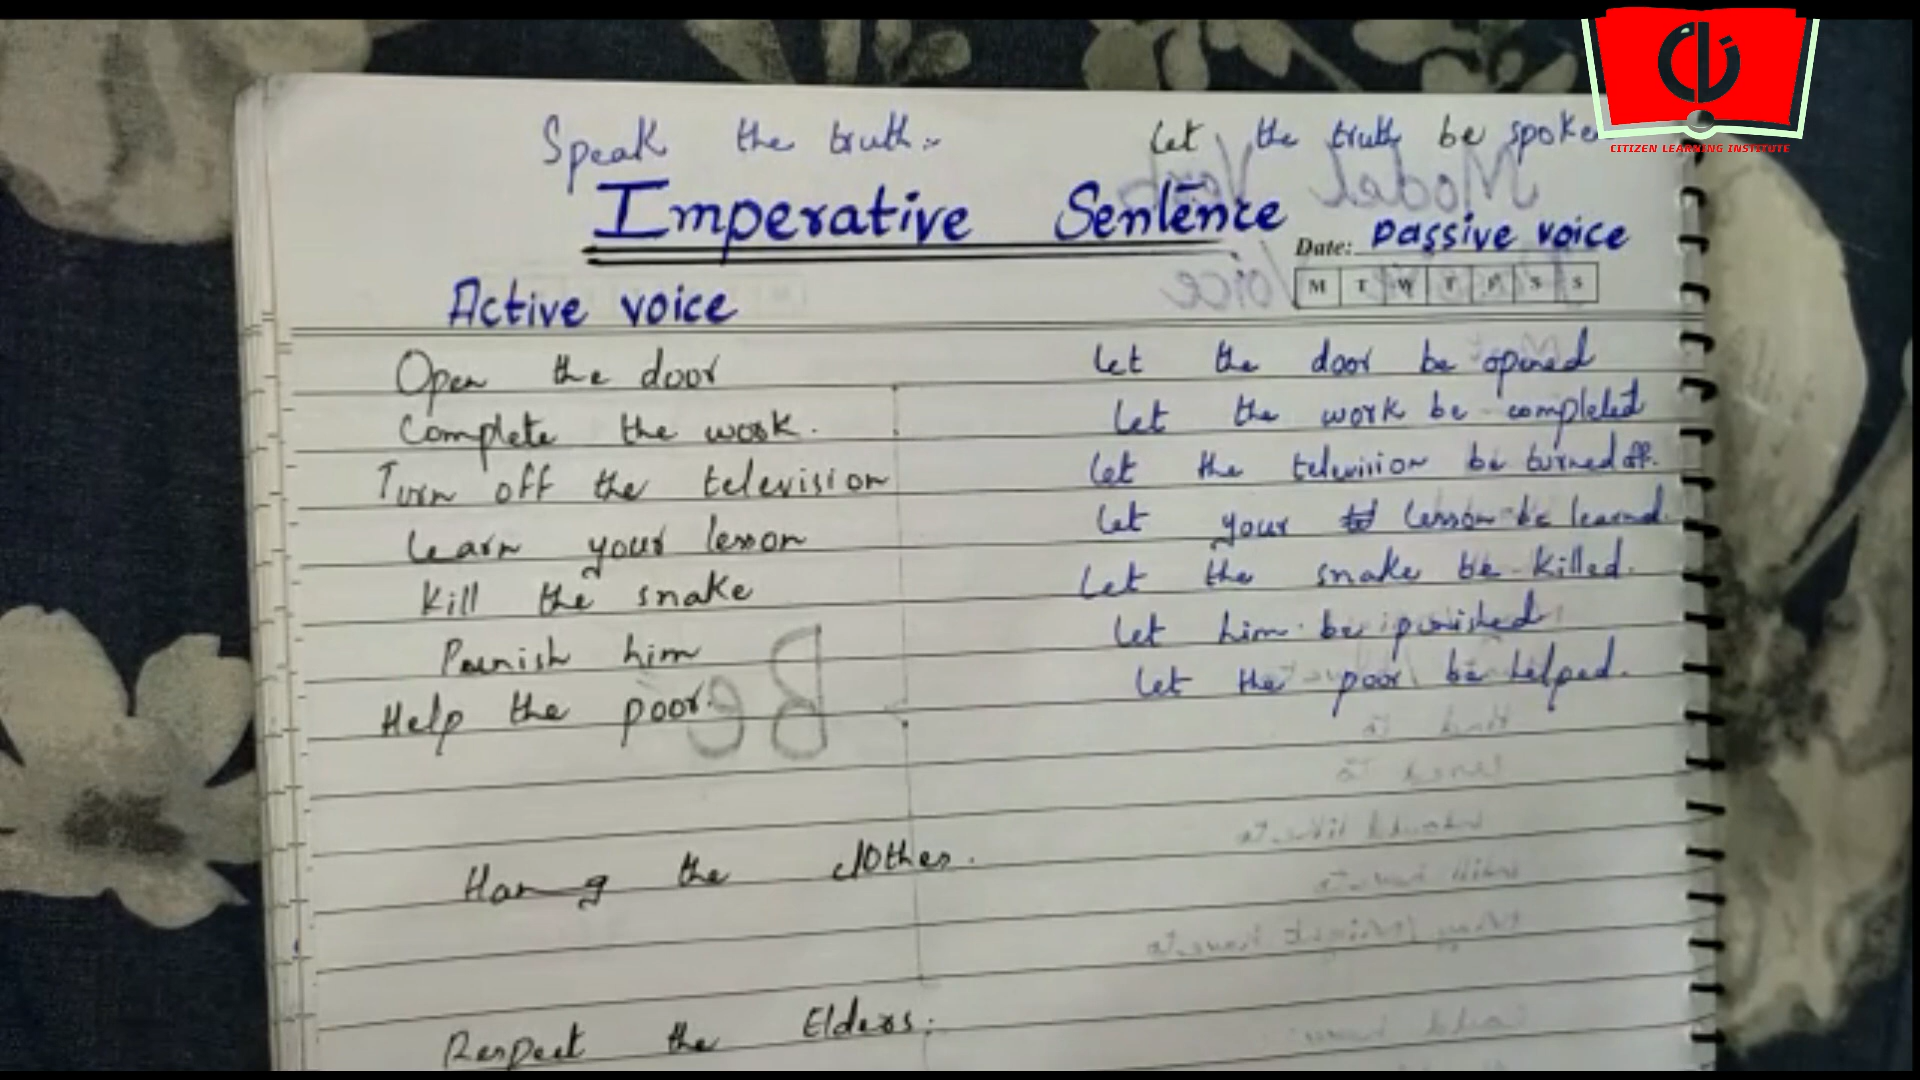 CITIZEN LEARNING INSTITUTE
Speak the truth.
Let the truth be spoken
Imperative Sentence
Date: passive voice
M T W T F S S
Active voice
Open the door
Let the door be opened
Complete the work.
Let the work be completed
Turn off the television
Let the television be turned off.
Learn your lesson
Let your lesson be learned.
Kill the snake
Let the snake be killed.
Punish him
Let him be punished
Help the poor.
Let the poor be helped.
Hang the clothes.
Respect the Elders.